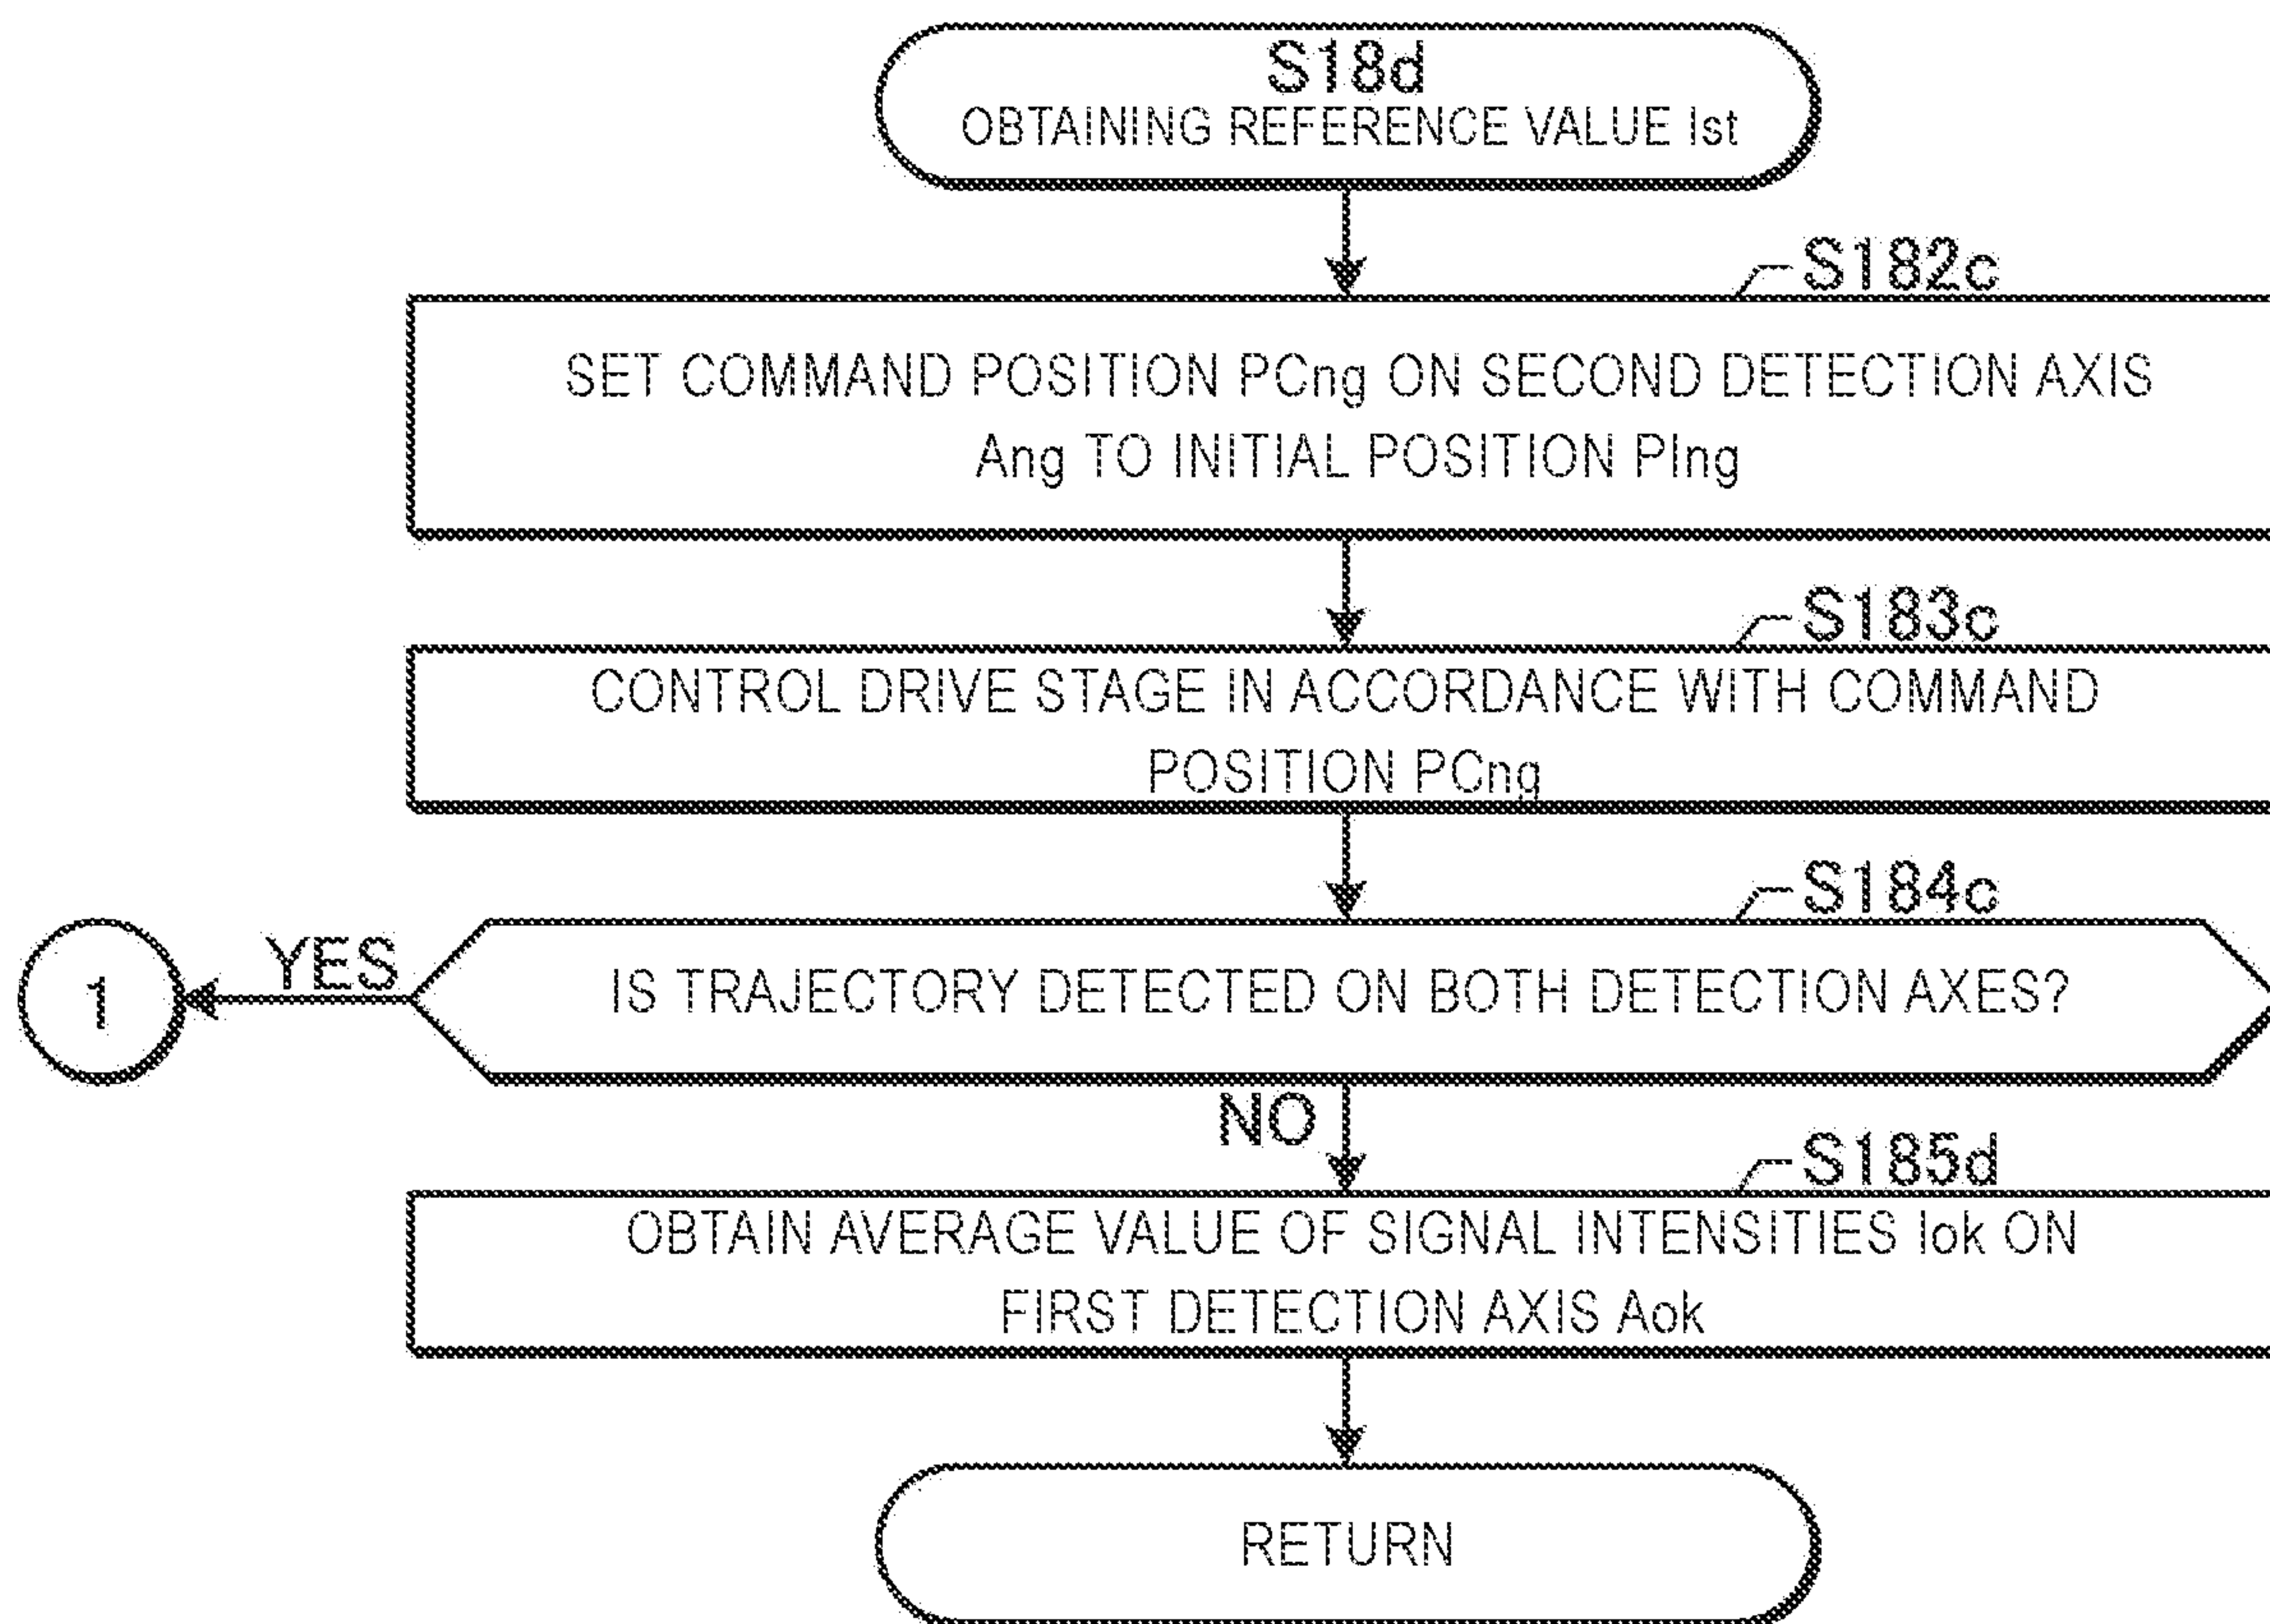 S18d
OBTAINING REFERENCE VALUE Ist
S182c
SET COMMAND POSITION PCng ON SECOND DETECTION AXIS
Ang TO INITIAL POSITION PIng
S183c
CONTROL DRIVE STAGE IN ACCORDANCE WITH COMMAND
POSITION PCng
S184c
1
YES
IS TRAJECTORY DETECTED ON BOTH DETECTION AXES?
NO
S185d
OBTAIN AVERAGE VALUE OF SIGNAL INTENSITIES Iok ON
FIRST DETECTION AXIS Aok
RETURN